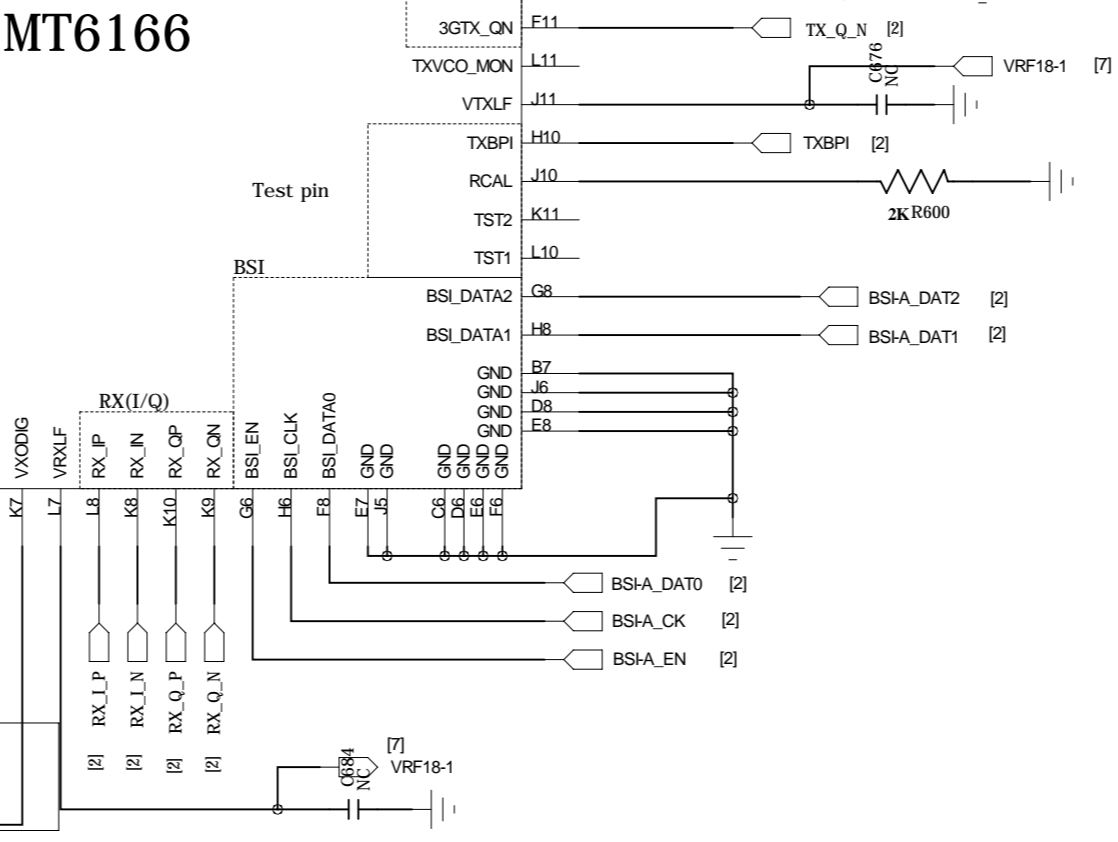 MT6166
3GTX_QN F11 TX_Q_N [2]
TXVCO_MON L11
C676 NC
VRF18-1 [7]
VTXLF J11
TXBPI H10 TXBPI [2]
RCAL J10
2K R600
Test pin
TST2 K11
TST1 L10
BSI
BSI_DATA2 G8 BSI-A_DAT2 [2]
BSI_DATA1 H8 BSI-A_DAT1 [2]
GND B7
GND J6
GND D8
GND E8
RX(I/Q)
VXODIG
VRXLF
RX_IP
RX_IN
RX_QP
RX_QN
BSI_EN
BSI_CLK
BSI_DATA0
GND
GND
GND
GND
GND
GND
K7
L7
L8
K8
K10
K9
G6
H6
F8
E7
J5
C6
D6
E6
F6
BSI-A_DAT0 [2]
BSI-A_CK [2]
BSI-A_EN [2]
RX_I_P
RX_I_N
RX_Q_P
RX_Q_N
[2]
[2]
[2]
[2]
C684
NC
[7]
VRF18-1